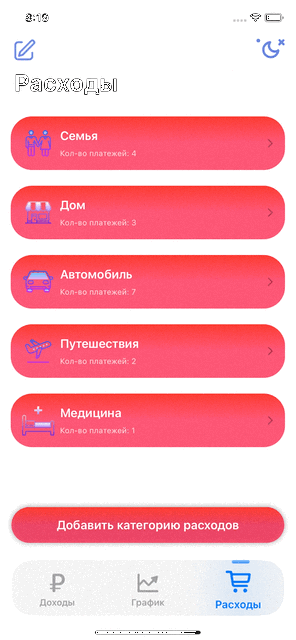 8:19
Расходы
Семья
Кол-во платежей: 4
Дом
Кол-во платежей: 3
Автомобиль
Кол-во платежей: 7
Путешествия
Кол-во платежей: 2
Медицина
Кол-во платежей: 1
Добавить категорию расходов
Доходы
График
Расходы